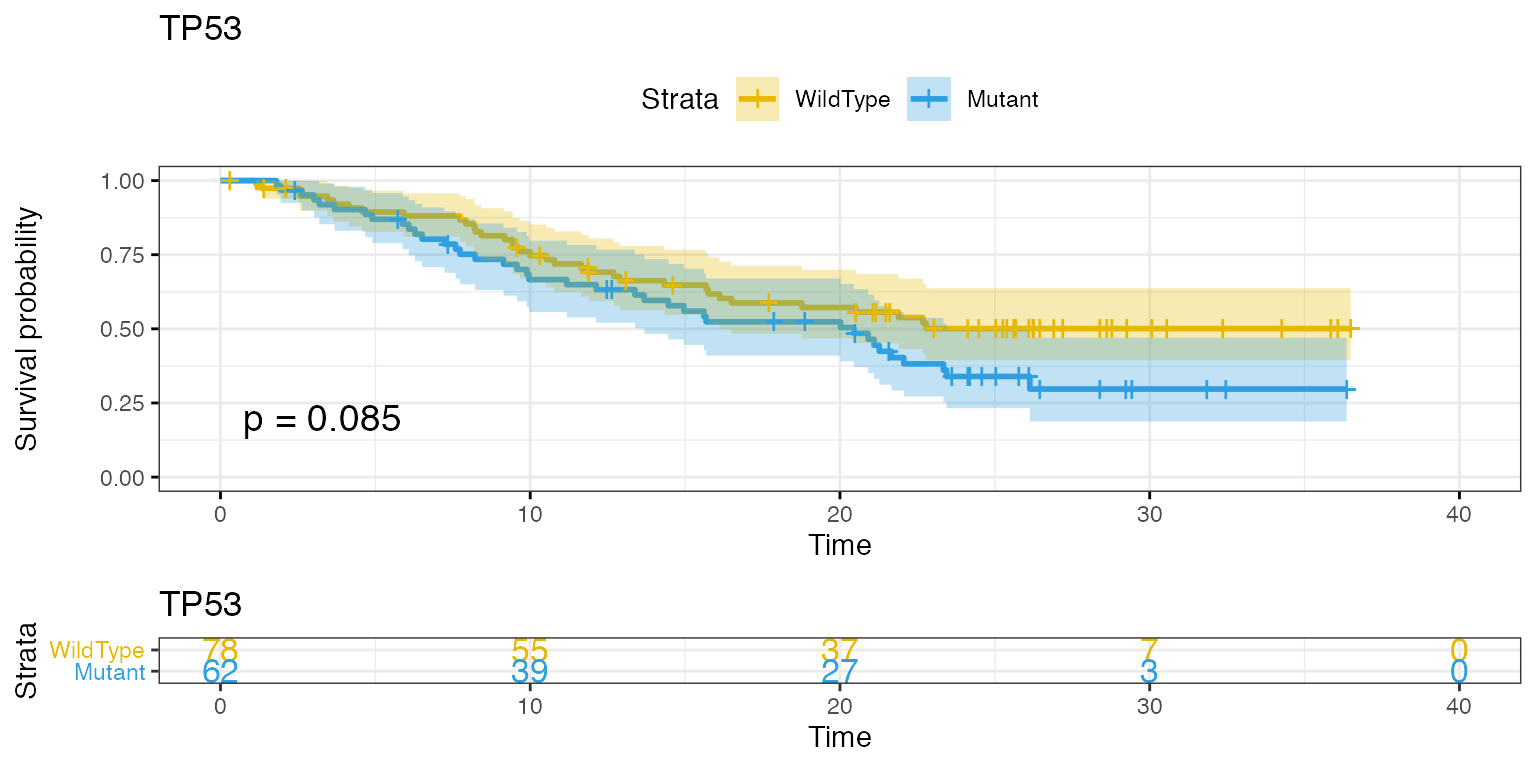 TP53
Strata WildType Mutant
Survival probability
1.00
0.75
0.50
0.25
0.00
p = 0.085
0 10 20 30 40
Time
TP53
Strata
WildType 78 55 37 7 0
Mutant 62 39 27 3 0
0 10 20 30 40
Time